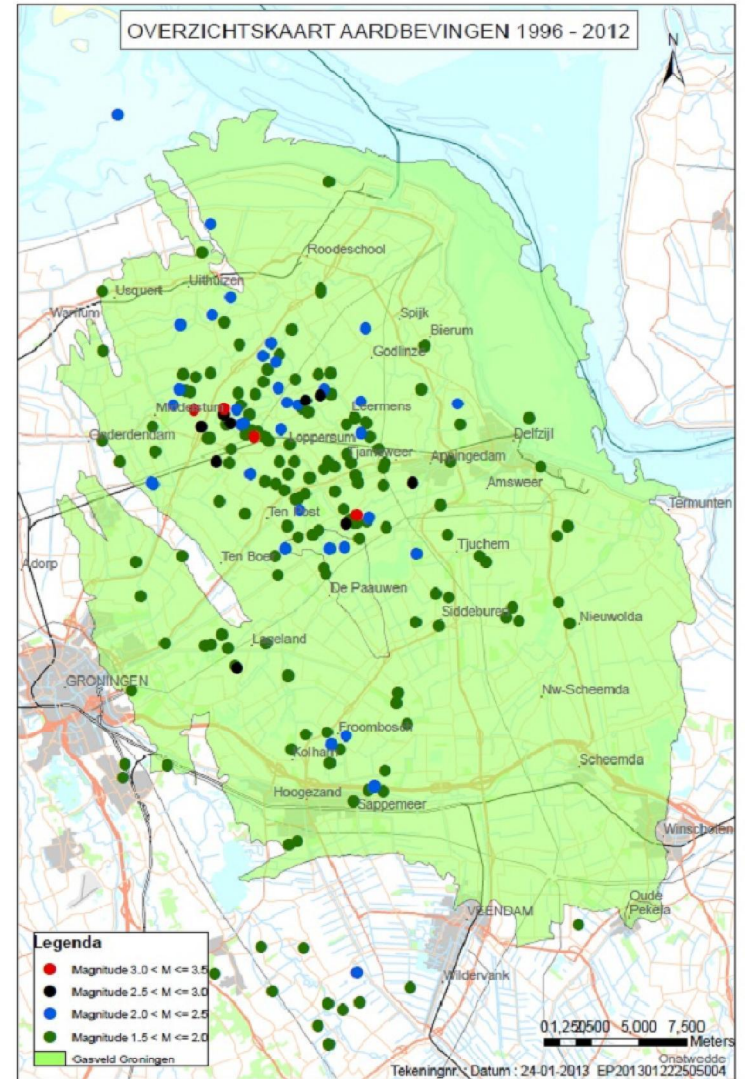 OVERZICHTSKAART AARDBEVINGEN 1996 - 2012
N
Roodeschool
Uithuizen
Usquert
Warffum
Spijk
Bierum
Godlinze
Middelstum
Leermens
Onderdendam
Loppersum
Delfzijl
Tjamsweer
Appingedam
Amsweer
Termunten
Ten Post
Adorp
Ten Boer
Tjuchem
De Paauwen
Siddeburen
Nieuwolda
Lageland
GRONINGEN
Nw-Scheemda
Froombosch
Kolham
Scheemda
Hoogezand
Sappemeer
Winschoten
Oude
Pekela
VEENDAM
Wildervank
Legenda
Magnitude 3.0 < M <= 3.5
Magnitude 2.5 < M <= 3.0
Magnitude 2.0 < M <= 2.5
Magnitude 1.5 < M <= 2.0
Gasveld Groningen
0 1,250 2,500 5,000 7,500
Meters
Onstwedde
Tekeningnr. : Datum : 24-01-2013 EP201301222505004